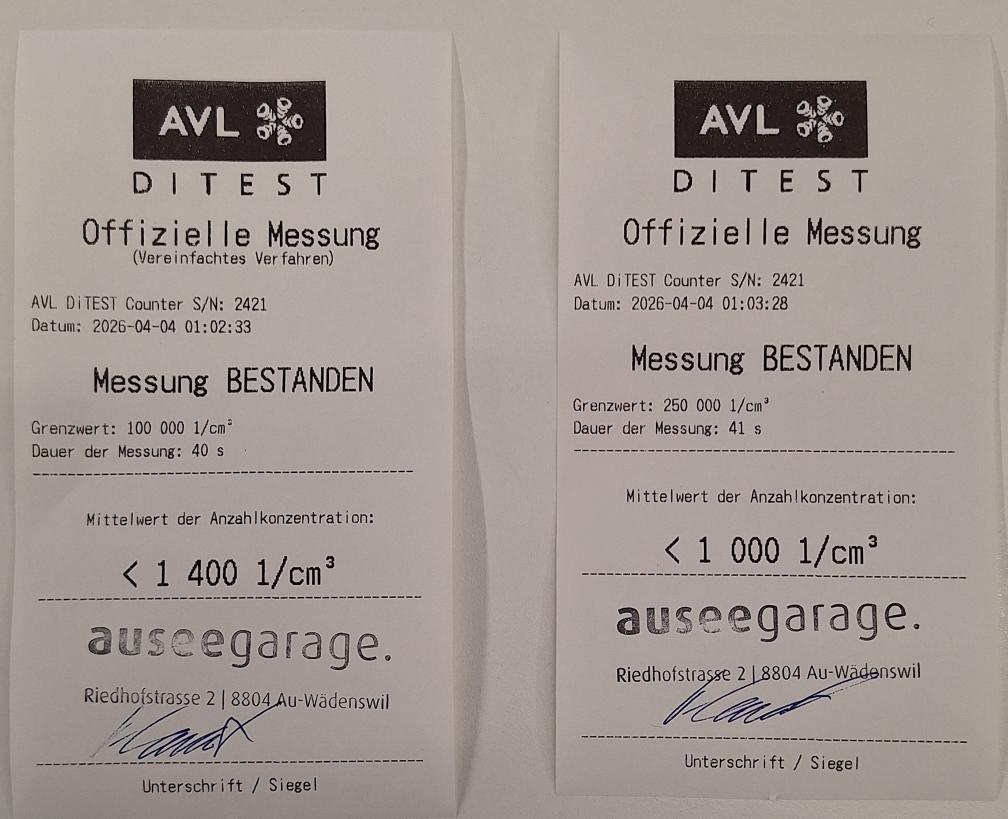 AVL
DITEST
Offizielle Messung
(Vereinfachtes Verfahren)
AVL DiTEST Counter S/N: 2421
Datum: 2026-04-04 01:02:33
Messung BESTANDEN
Grenzwert: 100 000 1/cm³
Dauer der Messung: 40 s
Mittelwert der Anzahlkonzentration:
< 1 400 1/cm³
auseegarage.
Riedhofstrasse 2 | 8804 Au-Wädenswil
Unterschrift / Siegel
AVL
DITEST
Offizielle Messung
AVL DiTEST Counter S/N: 2421
Datum: 2026-04-04 01:03:28
Messung BESTANDEN
Grenzwert: 250 000 1/cm³
Dauer der Messung: 41 s
Mittelwert der Anzahlkonzentration:
< 1 000 1/cm³
auseegarage.
Riedhofstrasse 2 | 8804 Au-Wädenswil
Unterschrift / Siegel